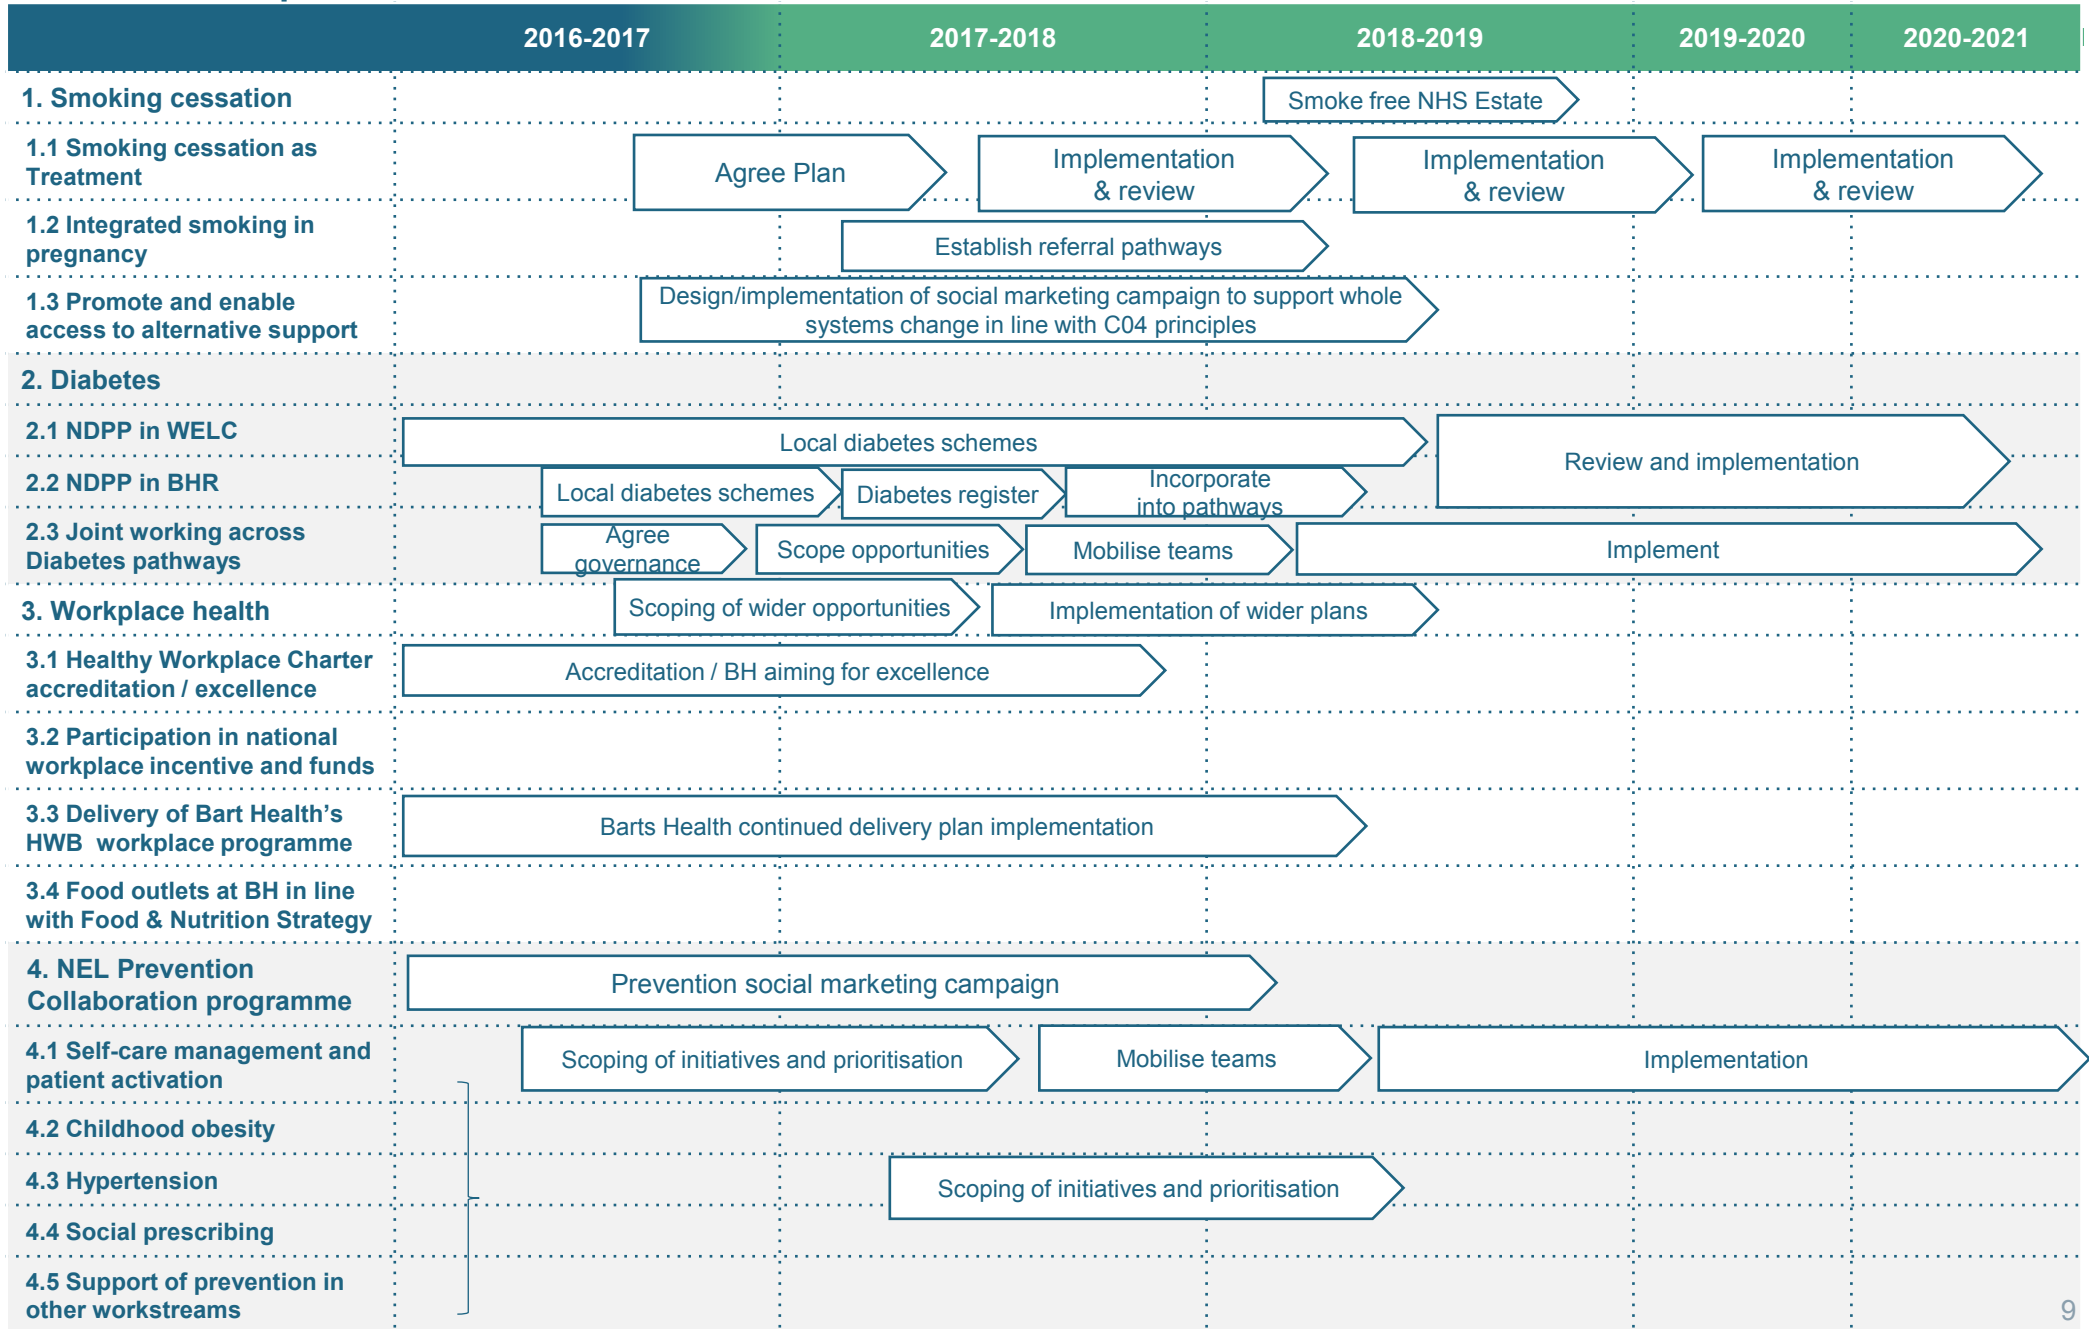 2016-2017 2017-2018 2018-2019 2019-2020 2020-2021
1. Smoking cessation
Smoke free NHS Estate
1.1 Smoking cessation as
Treatment
Agree Plan
Implementation
& review
Implementation
& review
Implementation
& review
1.2 Integrated smoking in
pregnancy
Establish referral pathways
1.3 Promote and enable
access to alternative support
Design/implementation of social marketing campaign to support whole
systems change in line with C04 principles
2. Diabetes
2.1 NDPP in WELC
Local diabetes schemes
Review and implementation
2.2 NDPP in BHR
Local diabetes schemes
Diabetes register
Incorporate
into pathways
2.3 Joint working across
Diabetes pathways
Agree
governance
Scope opportunities
Mobilise teams
Implement
3. Workplace health
Scoping of wider opportunities
Implementation of wider plans
3.1 Healthy Workplace Charter
accreditation / excellence
Accreditation / BH aiming for excellence
3.2 Participation in national
workplace incentive and funds
3.3 Delivery of Bart Health’s
HWB workplace programme
Barts Health continued delivery plan implementation
3.4 Food outlets at BH in line
with Food & Nutrition Strategy
4. NEL Prevention
Collaboration programme
Prevention social marketing campaign
4.1 Self-care management and
patient activation
Scoping of initiatives and prioritisation
Mobilise teams
Implementation
4.2 Childhood obesity
4.3 Hypertension
Scoping of initiatives and prioritisation
4.4 Social prescribing
4.5 Support of prevention in
other workstreams
9